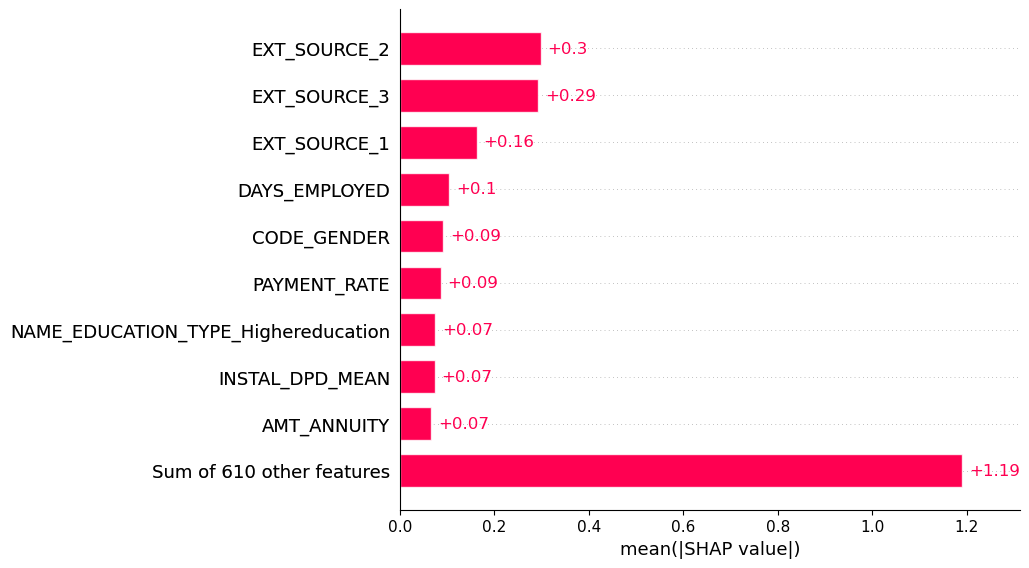 EXT_SOURCE_2 +0.3
EXT_SOURCE_3 +0.29
EXT_SOURCE_1 +0.16
DAYS_EMPLOYED +0.1
CODE_GENDER +0.09
PAYMENT_RATE +0.09
NAME_EDUCATION_TYPE_Highereducation +0.07
INSTAL_DPD_MEAN +0.07
AMT_ANNUITY +0.07
Sum of 610 other features +1.19
0.0 0.2 0.4 0.6 0.8 1.0 1.2
mean(|SHAP value|)